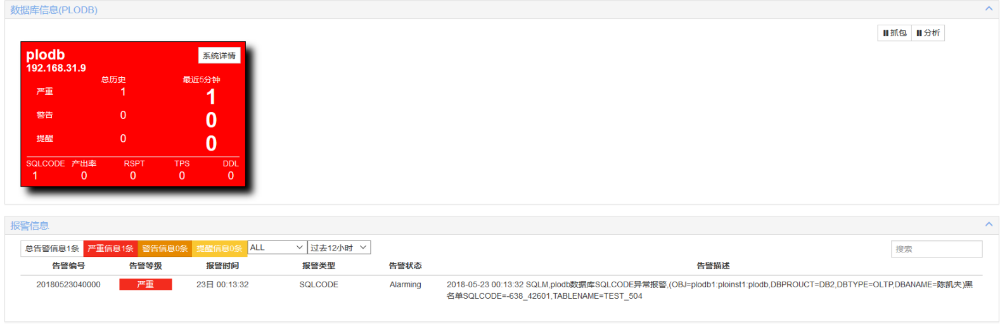 数据库信息(PLODB)
抓包 分析
plodb 系统详情
192.168.31.9
总历史 最近5分钟
严重 1 1
警告 0 0
提醒 0 0
SQLCODE 产出率 RSPT TPS DDL
1 0 0 0 0
报警信息
总告警信息1条 严重信息1条 警告信息0条 提醒信息0条 ALL 过去12小时 搜索
告警编号 告警等级 报警时间 报警类型 告警状态 告警描述
20180523040000 严重 23日 00:13:32 SQLCODE Alarming 2018-05-23 00:13:32 SQLM,plodb数据库SQLCODE异常报警,(OBJ=plodb1:ploinst1:plodb,DBPROUCT=DB2,DBTYPE=OLTP,DBANAME=陈凯夫)黑
名单SQLCODE=-638_42601,TABLENAME=TEST_504